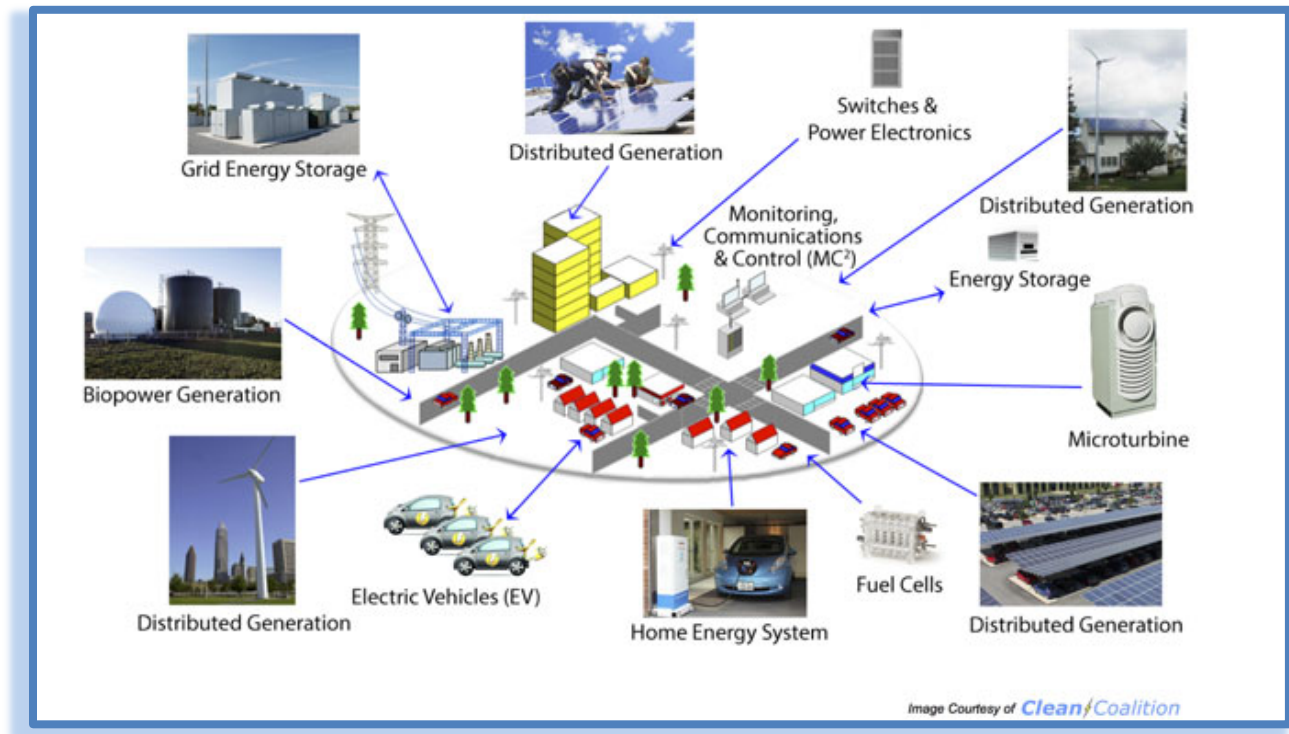 Switches &
Power Electronics
Distributed Generation
Grid Energy Storage
Distributed Generation
Monitoring,
Communications
& Control (MC²)
Energy Storage
Biopower Generation
Microturbine
Electric Vehicles (EV)
Fuel Cells
Distributed Generation
Home Energy System
Distributed Generation
Image Courtesy of Clean Coalition